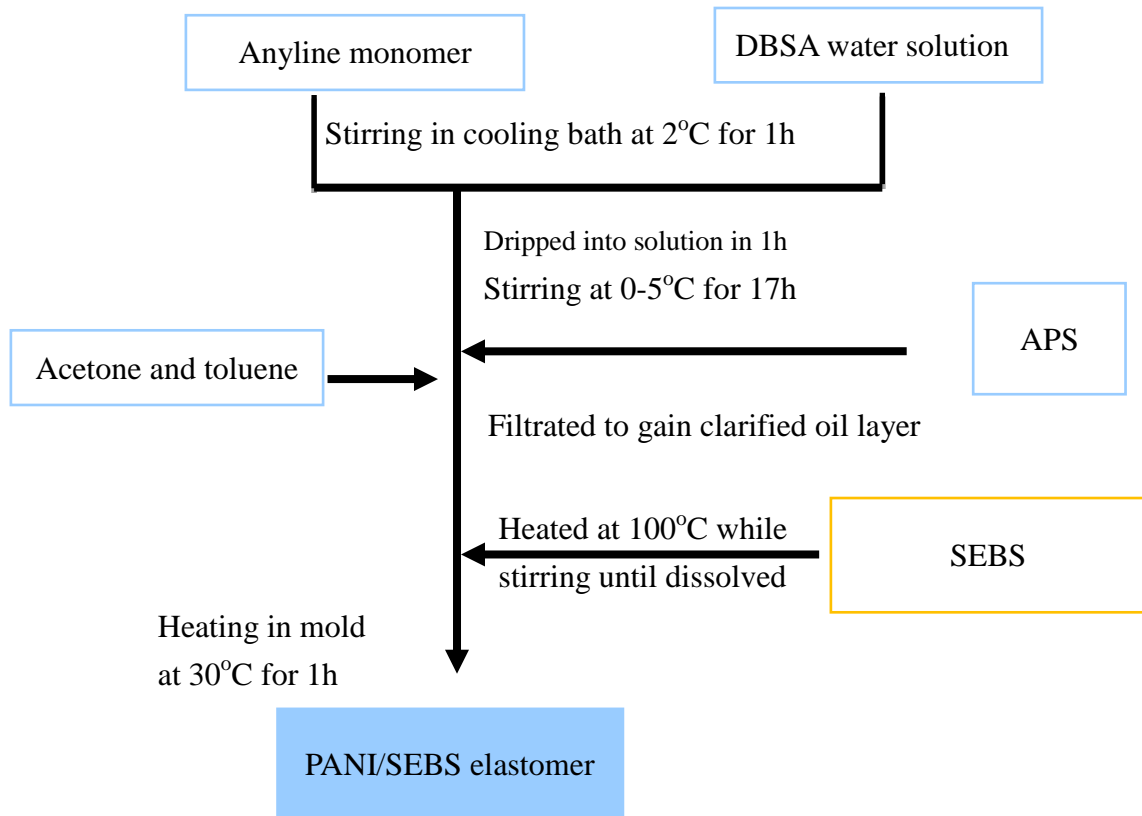 Anyline monomer
DBSA water solution
Stirring in cooling bath at 2°C for 1h
Dripped into solution in 1h
Stirring at 0-5°C for 17h
APS
Acetone and toluene
Filtrated to gain clarified oil layer
Heated at 100°C while
stirring until dissolved
SEBS
Heating in mold
at 30°C for 1h
PANI/SEBS elastomer